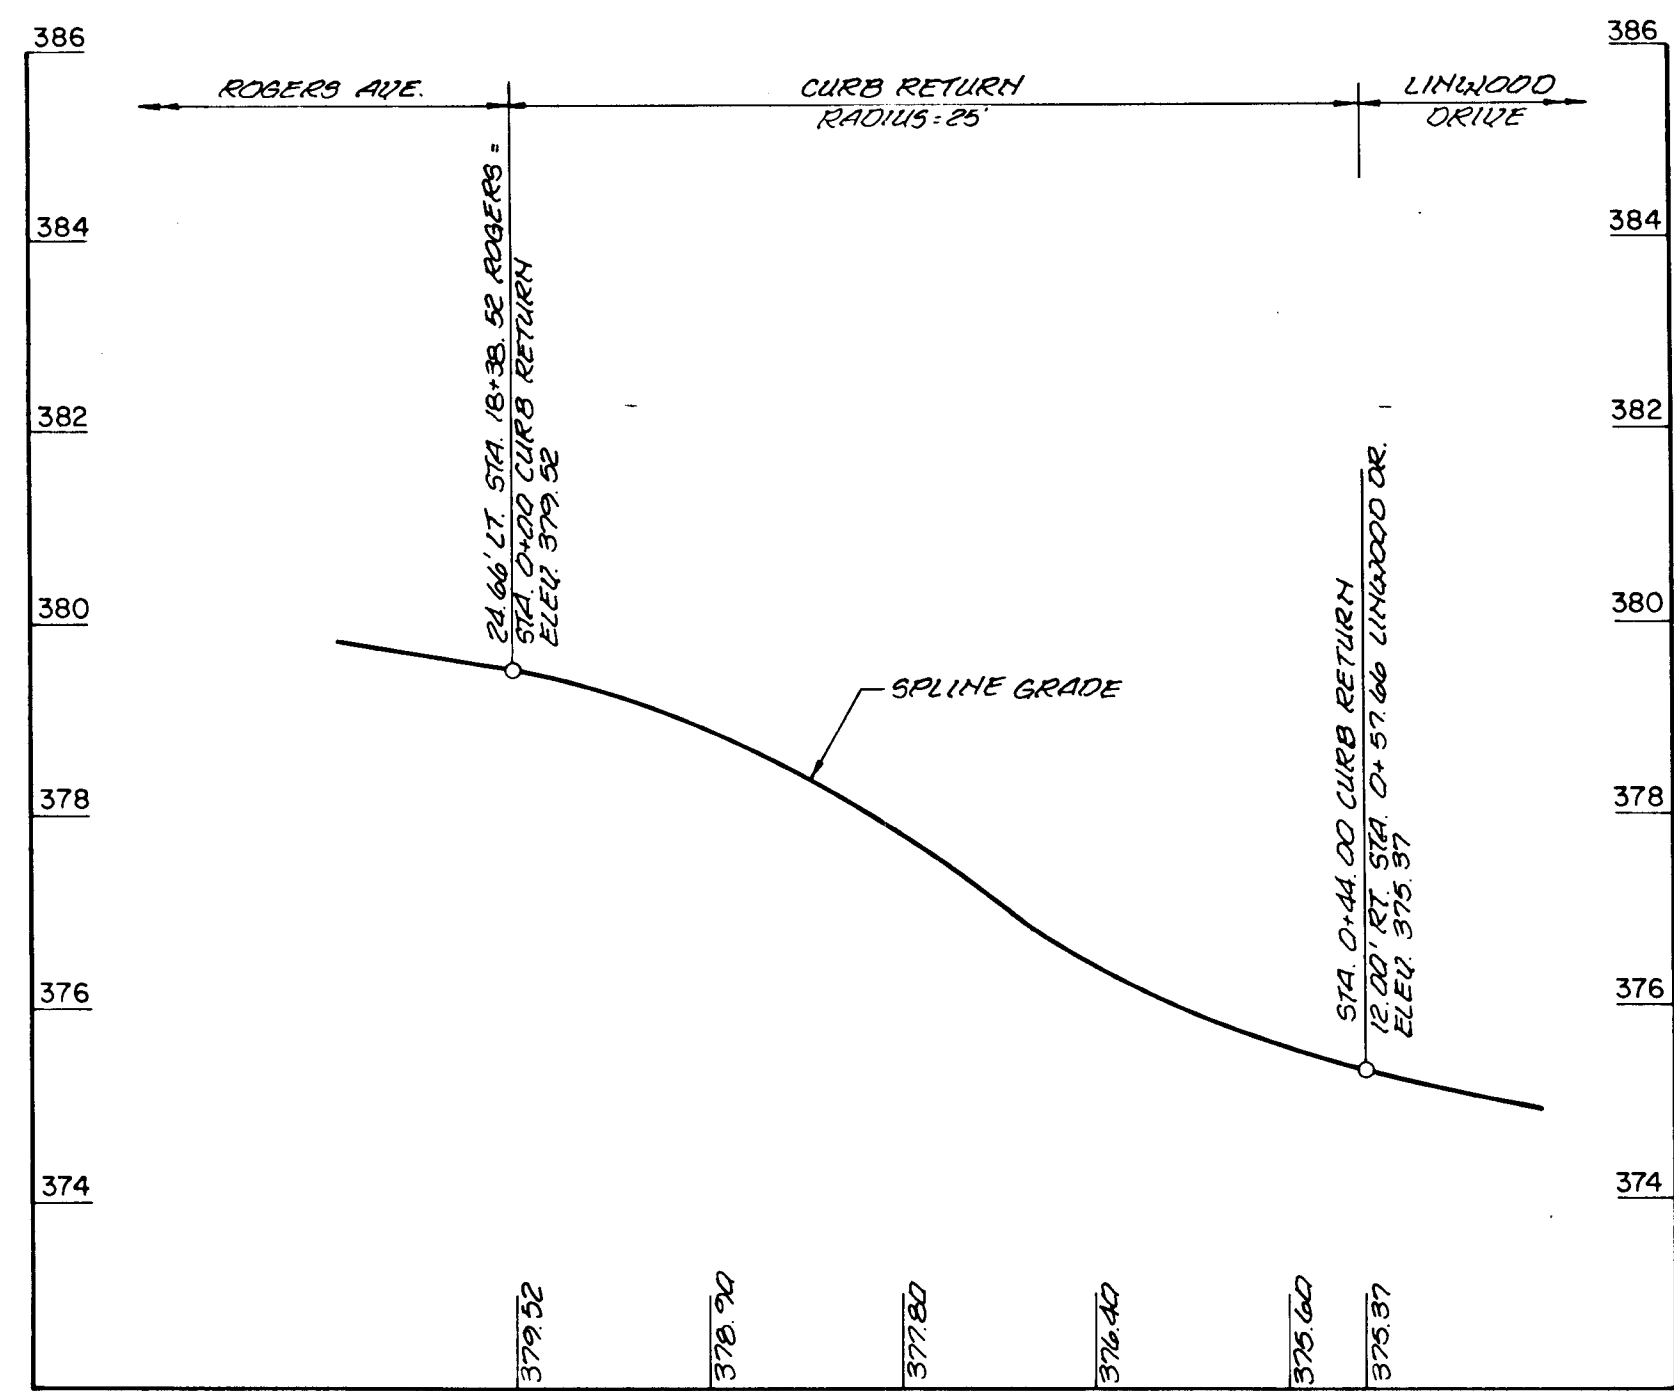 386
386
ROGERS AVE.
CURB RETURN
RADIUS=25'
LINWOOD
DRIVE
384
384
382
382
380
380
378
378
376
376
374
374
24.66' LT. STA. 18+38.52 ROGERS =
STA. 0+00 CURB RETURN
ELEV. 379.52
SPLINE GRADE
STA. 0+44.00 CURB RETURN
12.00' RT. STA. 0+57.66 LINWOOD DR.
ELEV. 375.37
379.52
378.90
377.80
376.40
375.60
375.37